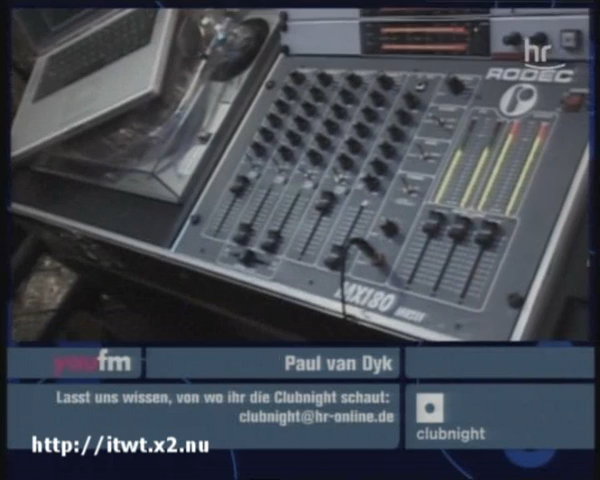 hr
RODEC
MX180
youfm
Paul van Dyk
Lasst uns wissen, von wo ihr die Clubnight schaut:
clubnight@hr-online.de
clubnight
http://itwt.x2.nu